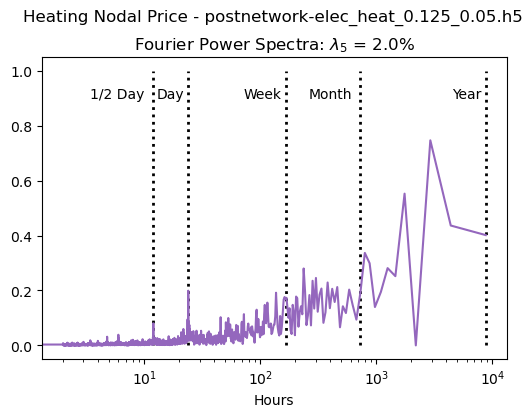 Heating Nodal Price - postnetwork-elec_heat_0.125_0.05.h5
Fourier Power Spectra: λ₅ = 2.0%
1.0
0.8
0.6
0.4
0.2
0.0
1/2 Day
Day
Week
Month
Year
10¹
10²
10³
10⁴
Hours